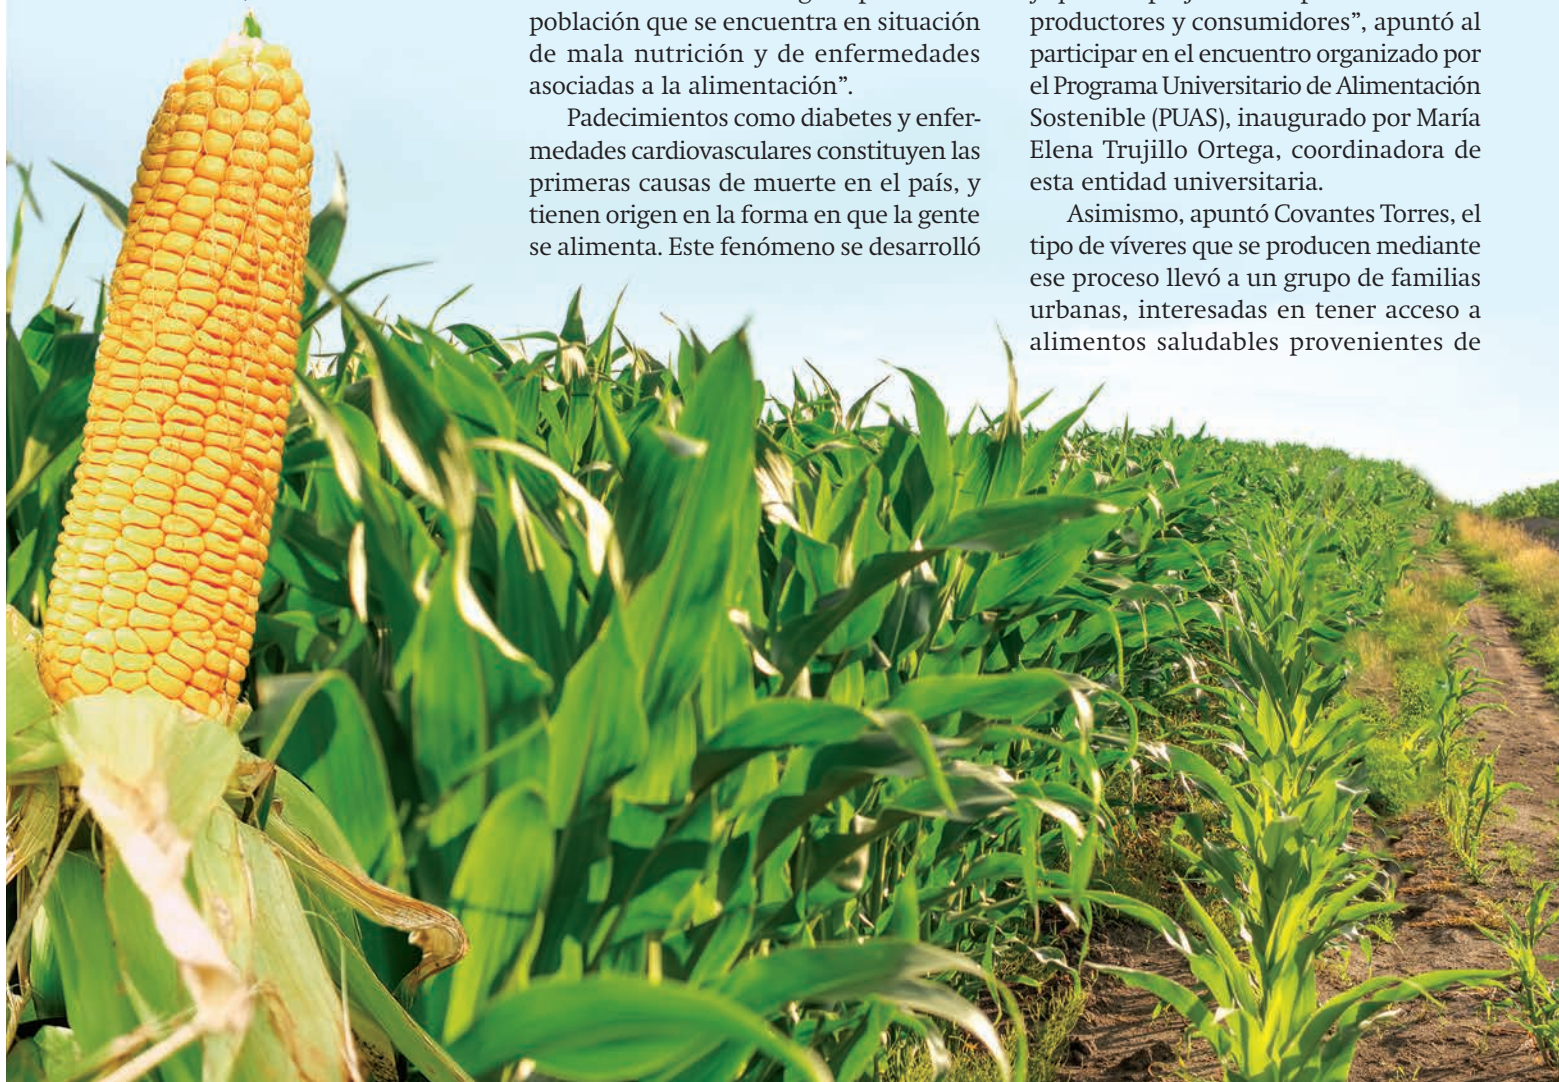 población que se encuentra en situación
de mala nutrición y de enfermedades
asociadas a la alimentación”.
Padecimientos como diabetes y enfer-
medades cardiovasculares constituyen las
primeras causas de muerte en el país, y
tienen origen en la forma en que la gente
se alimenta. Este fenómeno se desarrolló
productores y consumidores”, apuntó al
participar en el encuentro organizado por
el Programa Universitario de Alimentación
Sostenible (PUAS), inaugurado por María
Elena Trujillo Ortega, coordinadora de
esta entidad universitaria.
Asimismo, apuntó Covantes Torres, el
tipo de víveres que se producen mediante
ese proceso llevó a un grupo de familias
urbanas, interesadas en tener acceso a
alimentos saludables provenientes de